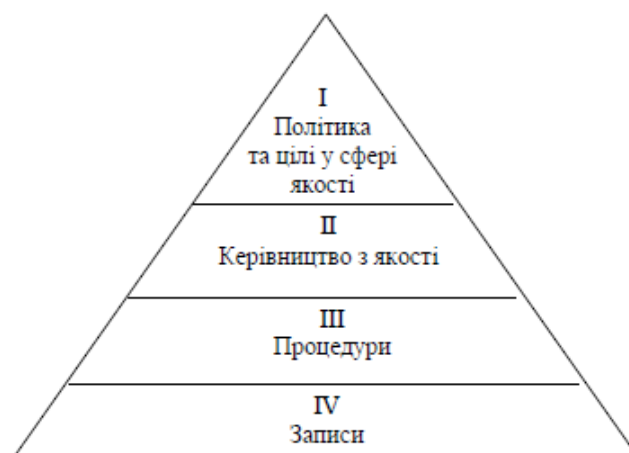 I
Політика
та цілі у сфері
якості
II
Керівництво з якості
III
Процедури
IV
Записи